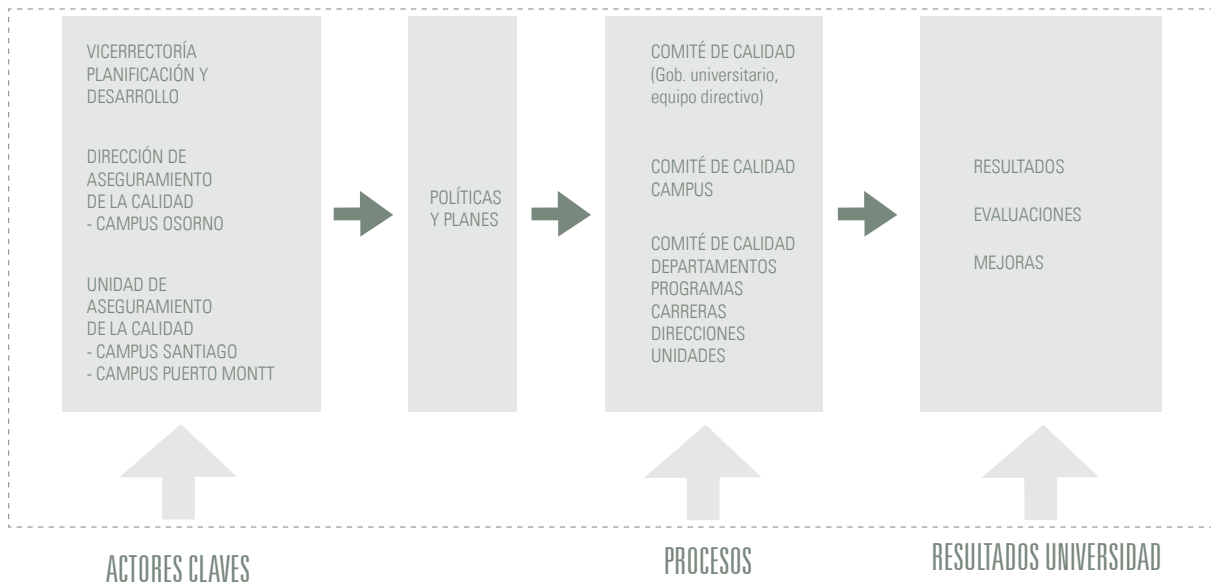 VICERRECTORÍA
PLANIFICACIÓN Y
DESARROLLO
DIRECCIÓN DE
ASEGURAMIENTO
DE LA CALIDAD
- CAMPUS OSORNO
UNIDAD DE
ASEGURAMIENTO
DE LA CALIDAD
- CAMPUS SANTIAGO
- CAMPUS PUERTO MONTT
POLÍTICAS
Y PLANES
COMITÉ DE CALIDAD
(Gob. universitario,
equipo directivo)
COMITÉ DE CALIDAD
CAMPUS
COMITÉ DE CALIDAD
DEPARTAMENTOS
PROGRAMAS
CARRERAS
DIRECCIONES
UNIDADES
RESULTADOS
EVALUACIONES
MEJORAS
ACTORES CLAVES
PROCESOS
RESULTADOS UNIVERSIDAD